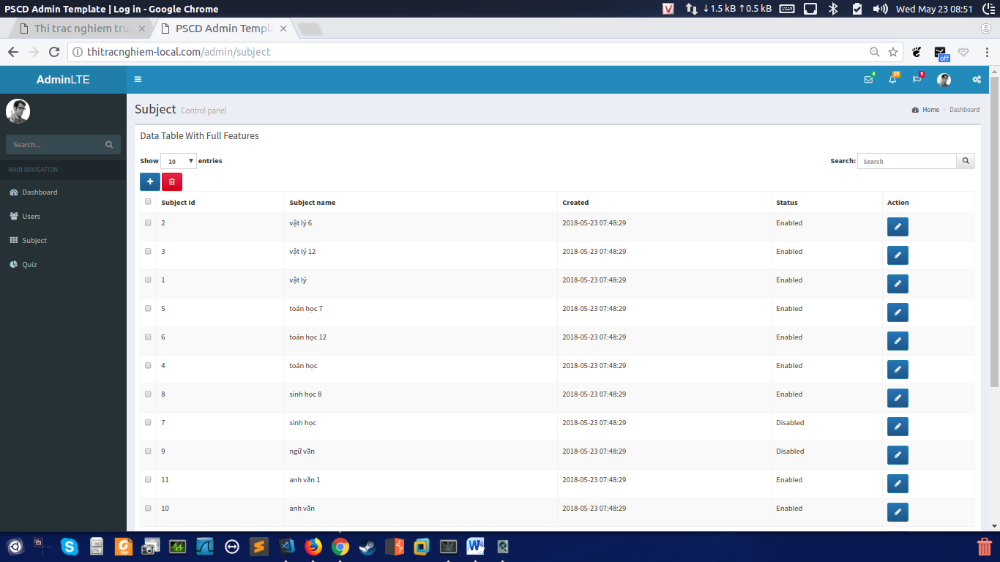 PSCD Admin Template | Log in - Google Chrome
↓1.5 kB ↑0.5 kB Wed May 23 08:51
Thi trac nghiem tru
PSCD Admin Templa
thitracnghiem-local.com/admin/subject
off
AdminLTE
4 10 9
Subject Control panel
Home > Dashboard
Search...
MAIN NAVIGATION
Dashboard
Users
Subject
Quiz
Data Table With Full Features
Show 10 entries
Search: Search
Subject Id Subject name Created Status Action
2 vật lý 6 2018-05-23 07:48:29 Enabled
3 vật lý 12 2018-05-23 07:48:29 Enabled
1 vật lý 2018-05-23 07:48:29 Enabled
5 toán học 7 2018-05-23 07:48:29 Enabled
6 toán học 12 2018-05-23 07:48:29 Enabled
4 toán học 2018-05-23 07:48:29 Enabled
8 sinh học 8 2018-05-23 07:48:29 Enabled
7 sinh học 2018-05-23 07:48:29 Disabled
9 ngữ văn 2018-05-23 07:48:29 Disabled
11 anh văn 1 2018-05-23 07:48:29 Enabled
10 anh văn 2018-05-23 07:48:29 Enabled